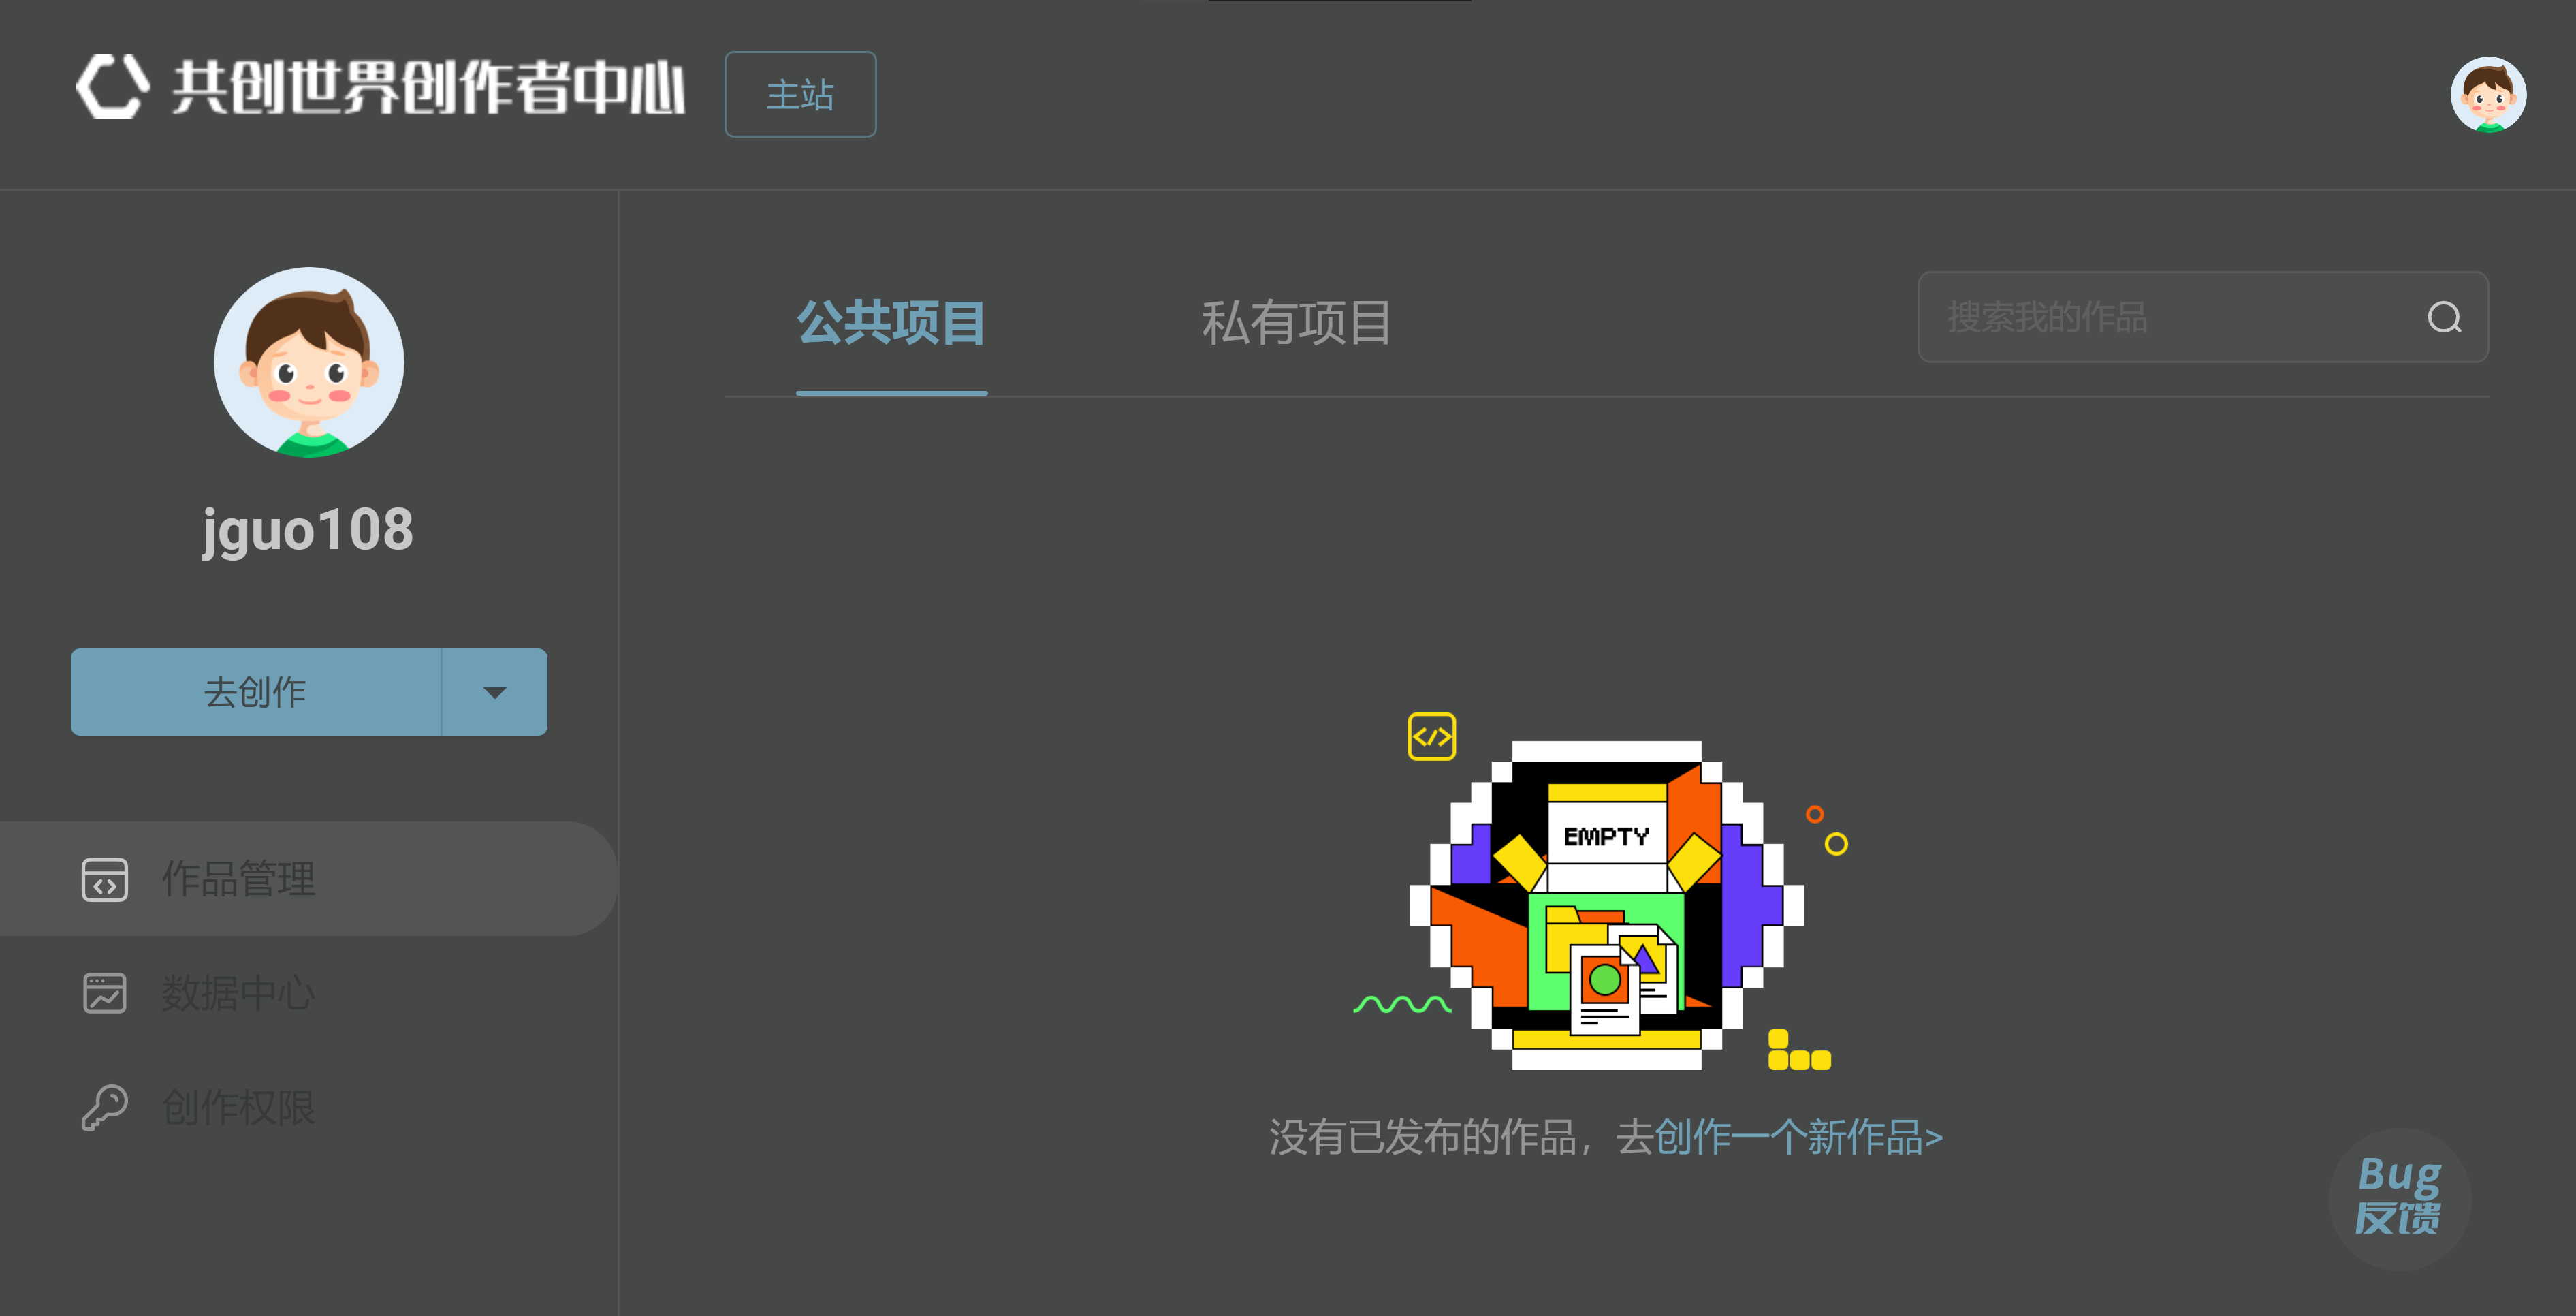 共创世界创作者中心
主站
jguo108
去创作
作品管理
数据中心
创作权限
公共项目
私有项目
搜索我的作品
EMPTY
没有已发布的作品，去创作一个新作品>
Bug
反馈